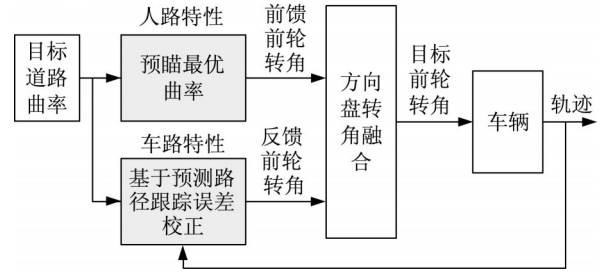 人路特性
前馈
前轮
转角
目标
道路
曲率
预瞄最优
曲率
车路特性
反馈
前轮
转角
基于预测路
径跟踪误差
校正
方向
盘转
角融
合
目标
前轮
转角
车辆
轨迹